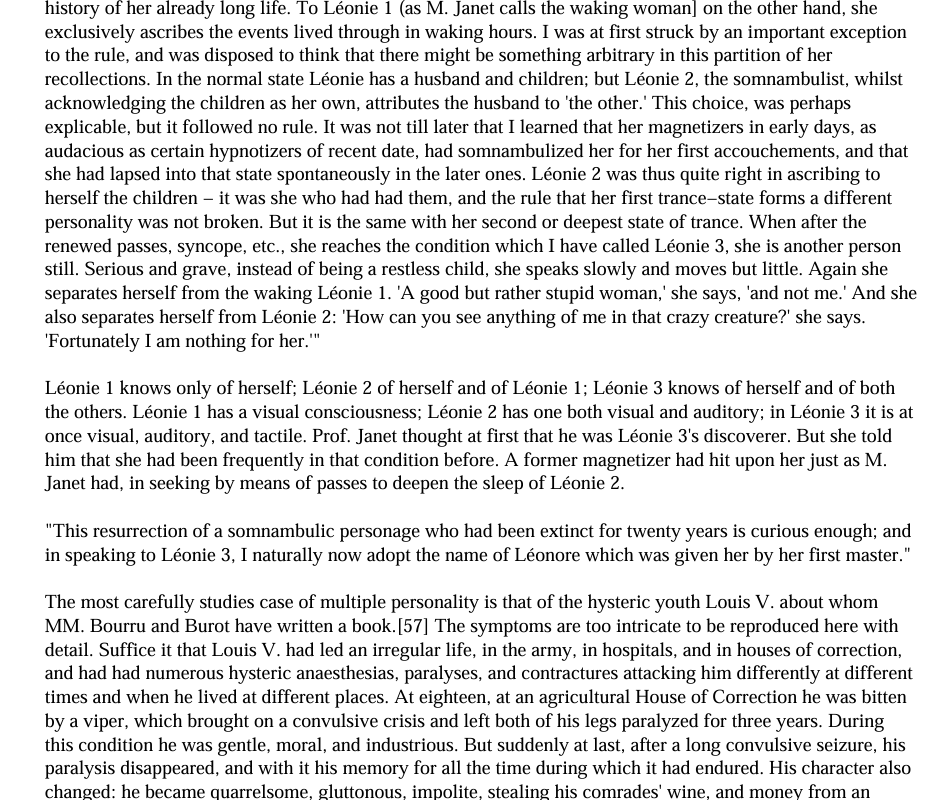 history of her already long life. To Léonie 1 (as M. Janet calls the waking woman] on the other hand, she
exclusively ascribes the events lived through in waking hours. I was at first struck by an important exception
to the rule, and was disposed to think that there might be something arbitrary in this partition of her
recollections. In the normal state Léonie has a husband and children; but Léonie 2, the somnambulist, whilst
acknowledging the children as her own, attributes the husband to 'the other.' This choice, was perhaps
explicable, but it followed no rule. It was not till later that I learned that her magnetizers in early days, as
audacious as certain hypnotizers of recent date, had somnambulized her for her first accouchements, and that
she had lapsed into that state spontaneously in the later ones. Léonie 2 was thus quite right in ascribing to
herself the children – it was she who had had them, and the rule that her first trance–state forms a different
personality was not broken. But it is the same with her second or deepest state of trance. When after the
renewed passes, syncope, etc., she reaches the condition which I have called Léonie 3, she is another person
still. Serious and grave, instead of being a restless child, she speaks slowly and moves but little. Again she
separates herself from the waking Léonie 1. 'A good but rather stupid woman,' she says, 'and not me.' And she
also separates herself from Léonie 2: 'How can you see anything of me in that crazy creature?' she says.
'Fortunately I am nothing for her.'"
Léonie 1 knows only of herself; Léonie 2 of herself and of Léonie 1; Léonie 3 knows of herself and of both
the others. Léonie 1 has a visual consciousness; Léonie 2 has one both visual and auditory; in Léonie 3 it is at
once visual, auditory, and tactile. Prof. Janet thought at first that he was Léonie 3's discoverer. But she told
him that she had been frequently in that condition before. A former magnetizer had hit upon her just as M.
Janet had, in seeking by means of passes to deepen the sleep of Léonie 2.
"This resurrection of a somnambulic personage who had been extinct for twenty years is curious enough; and
in speaking to Léonie 3, I naturally now adopt the name of Léonore which was given her by her first master."
The most carefully studies case of multiple personality is that of the hysteric youth Louis V. about whom
MM. Bourru and Burot have written a book.[57] The symptoms are too intricate to be reproduced here with
detail. Suffice it that Louis V. had led an irregular life, in the army, in hospitals, and in houses of correction,
and had had numerous hysteric anaesthesias, paralyses, and contractures attacking him differently at different
times and when he lived at different places. At eighteen, at an agricultural House of Correction he was bitten
by a viper, which brought on a convulsive crisis and left both of his legs paralyzed for three years. During
this condition he was gentle, moral, and industrious. But suddenly at last, after a long convulsive seizure, his
paralysis disappeared, and with it his memory for all the time during which it had endured. His character also
changed: he became quarrelsome, gluttonous, impolite, stealing his comrades' wine, and money from an